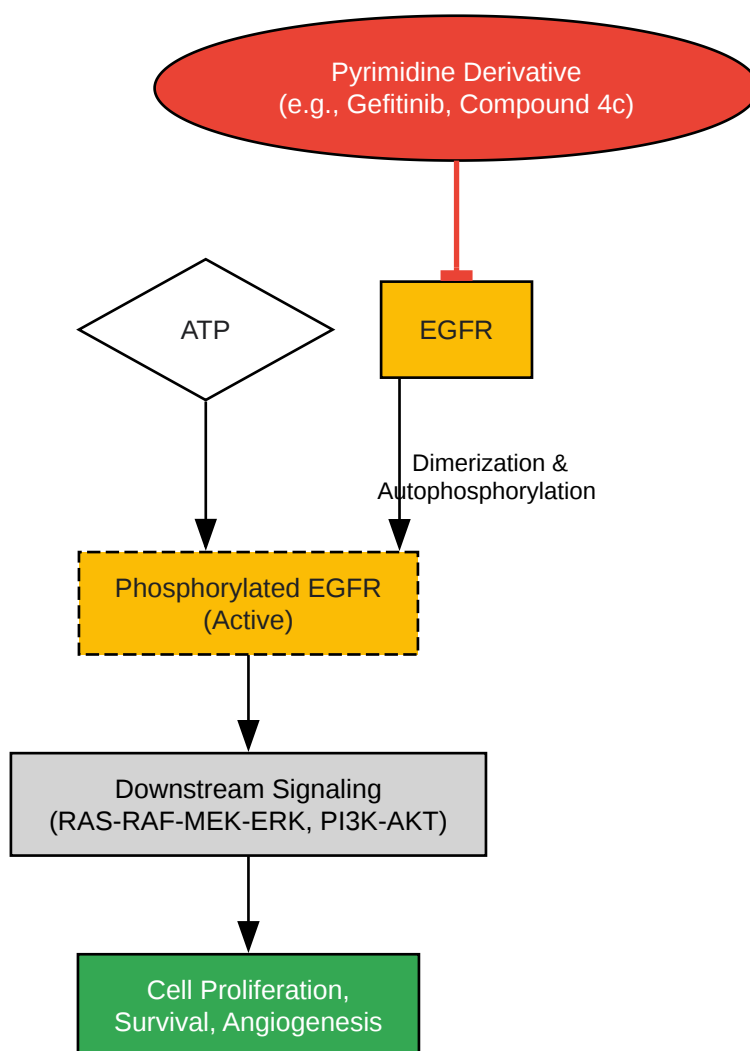 Pyrimidine Derivative
(e.g., Gefitinib, Compound 4c)
ATP
EGFR
Dimerization &
Autophosphorylation
Phosphorylated EGFR
(Active)
Downstream Signaling
(RAS-RAF-MEK-ERK, PI3K-AKT)
Cell Proliferation,
Survival, Angiogenesis